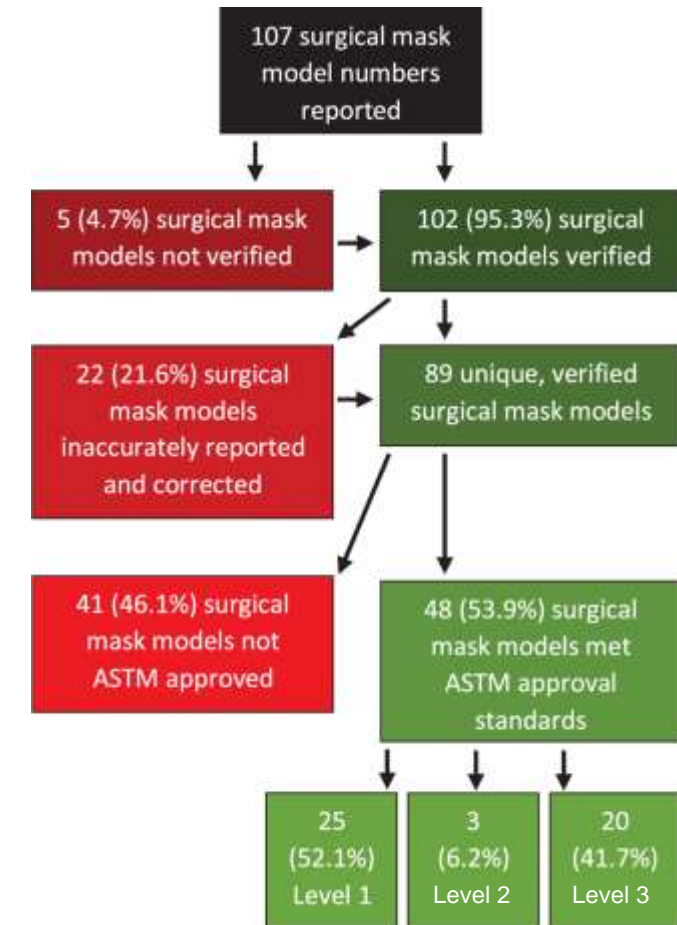 107 surgical mask
model numbers
reported
5 (4.7%) surgical mask
models not verified
102 (95.3%) surgical
mask models verified
22 (21.6%) surgical
mask models
inaccurately reported
and corrected
89 unique, verified
surgical mask models
41 (46.1%) surgical
mask models not
ASTM approved
48 (53.9%) surgical
mask models met
ASTM approval
standards
25
(52.1%)
Level 1
3
(6.2%)
Level 2
20
(41.7%)
Level 3